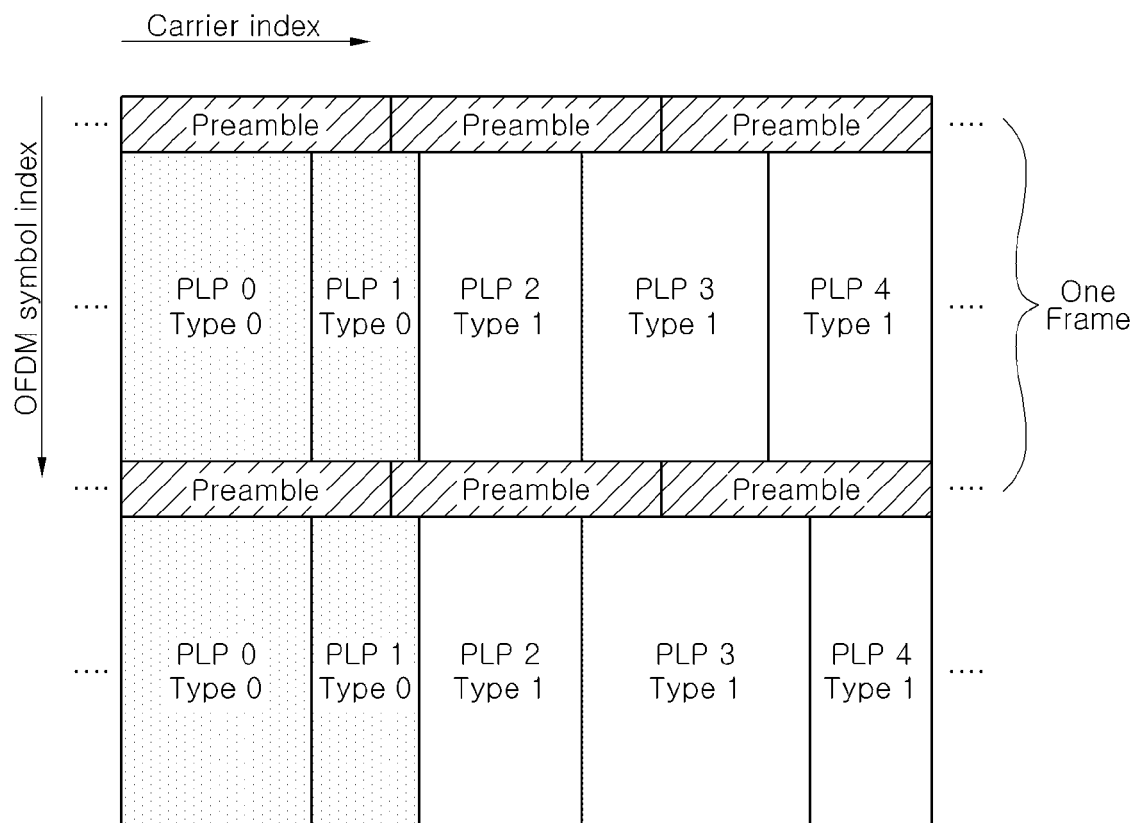 Carrier index
OFDM symbol index
.... Preamble Preamble Preamble ....
.... PLP 0 PLP 1 PLP 2 PLP 3 PLP 4 ....
Type 0 Type 0 Type 1 Type 1 Type 1
One
Frame
.... Preamble Preamble Preamble ....
.... PLP 0 PLP 1 PLP 2 PLP 3 PLP 4 ....
Type 0 Type 0 Type 1 Type 1 Type 1